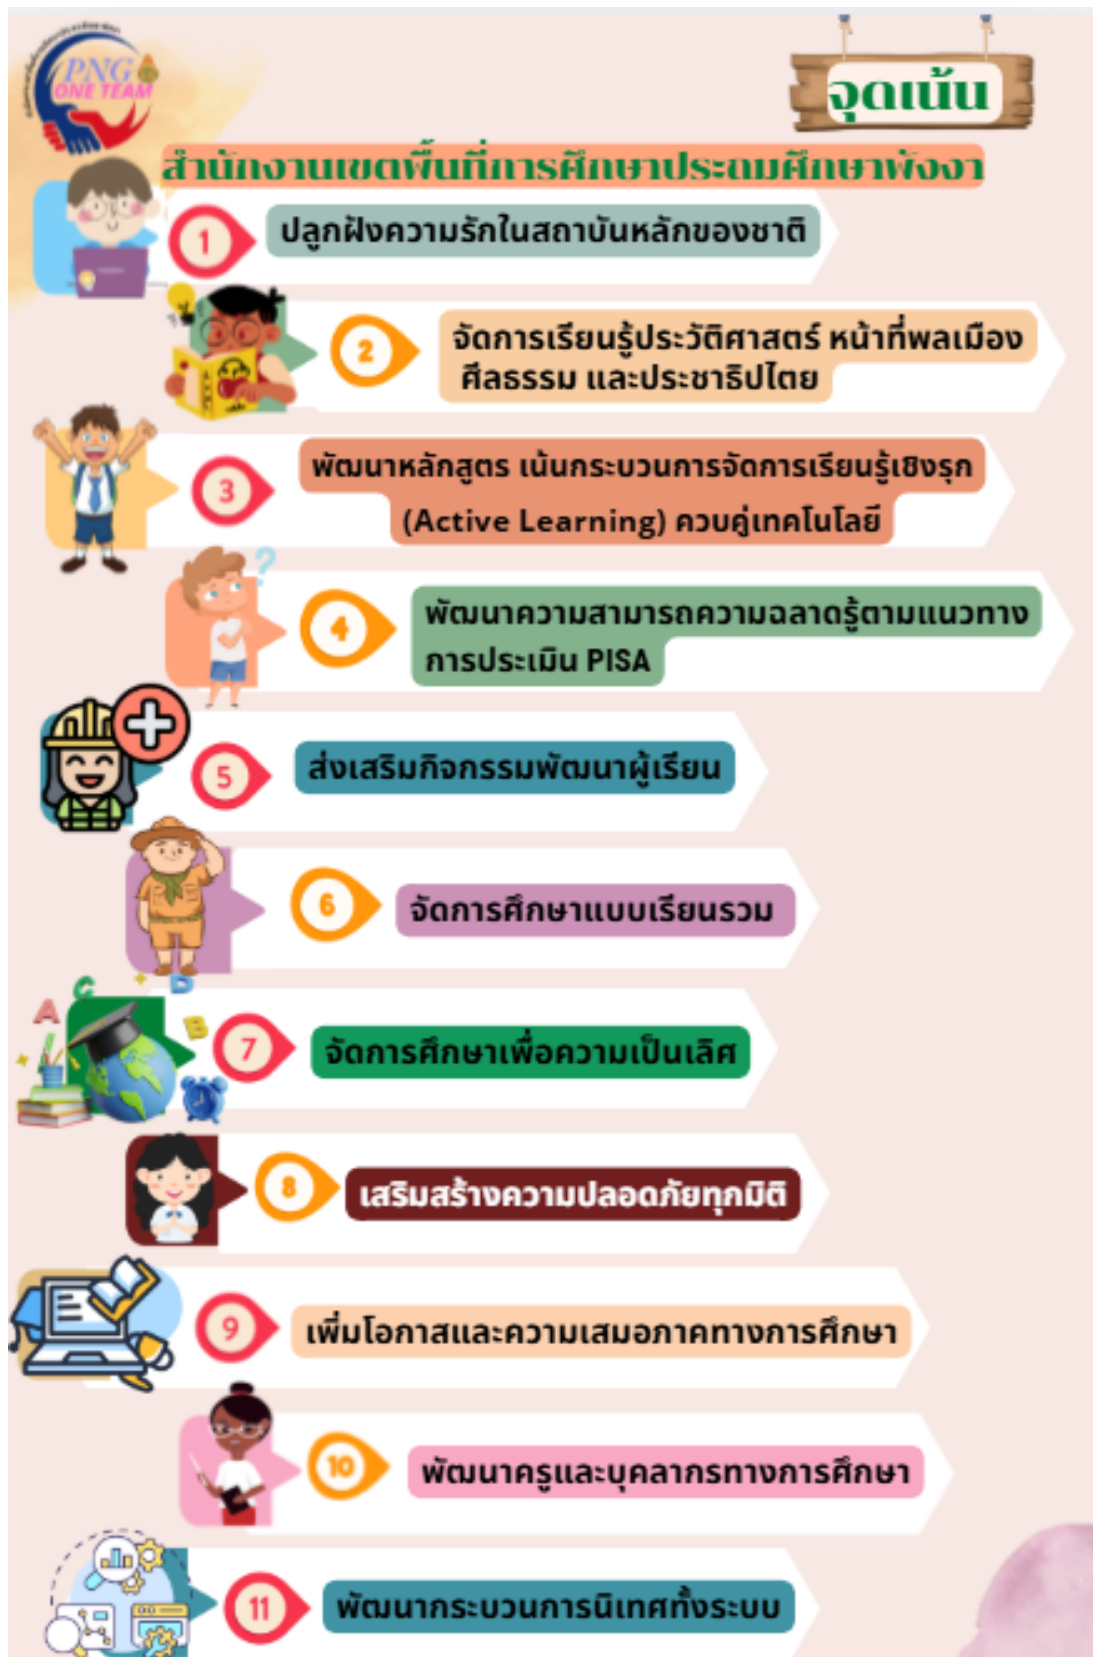 PNG
ONE TEAM
จุดเน้น
สำนักงานเขตพื้นที่การศึกษาประถมศึกษาพังงา
1
ปลูกฝังความรักในสถาบันหลักของชาติ
2
จัดการเรียนรู้ประวัติศาสตร์ หน้าที่พลเมือง
ศีลธรรม และประชาธิปไตย
3
พัฒนาหลักสูตร เน้นกระบวนการจัดการเรียนรู้เชิงรุก
(Active Learning) ควบคู่เทคโนโลยี
4
พัฒนาความสามารถความฉลาดรู้ตามแนวทาง
การประเมิน PISA
5
ส่งเสริมกิจกรรมพัฒนาผู้เรียน
6
จัดการศึกษาแบบเรียนรวม
A C D B
7
จัดการศึกษาเพื่อความเป็นเลิศ
8
เสริมสร้างความปลอดภัยทุกมิติ
9
เพิ่มโอกาสและความเสมอภาคทางการศึกษา
10
พัฒนาครูและบุคลากรทางการศึกษา
11
พัฒนากระบวนการนิเทศทั้งระบบ